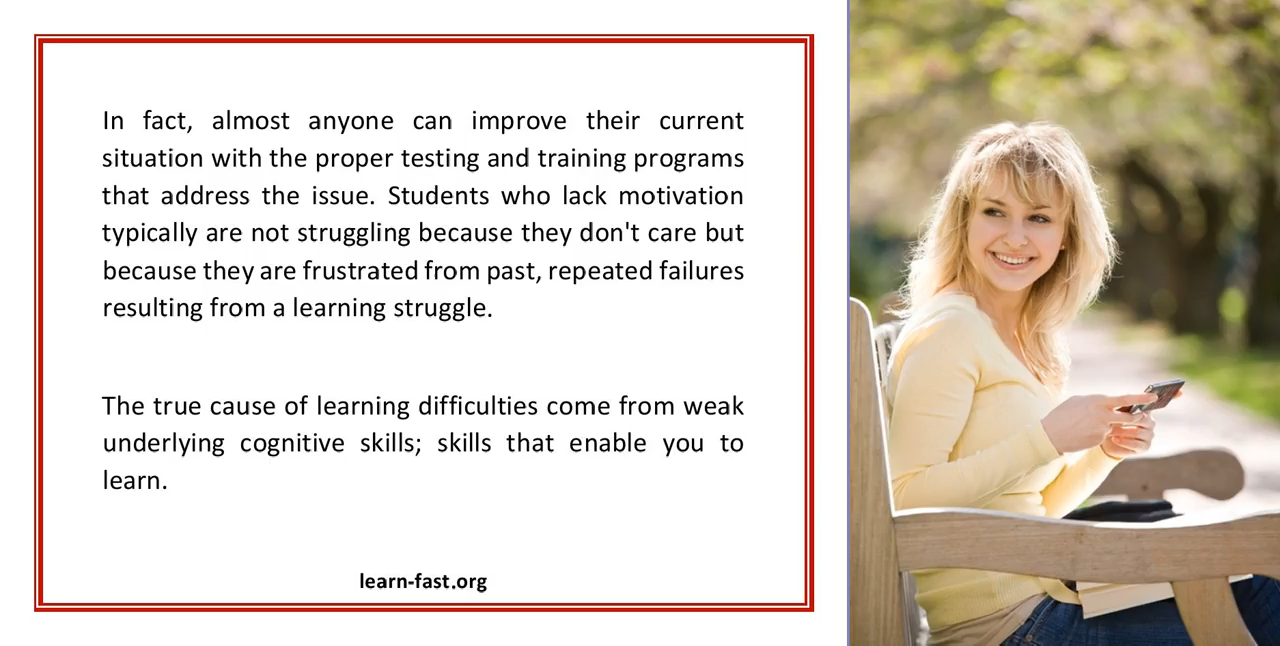 In fact, almost anyone can improve their current
situation with the proper testing and training programs
that address the issue. Students who lack motivation
typically are not struggling because they don't care but
because they are frustrated from past, repeated failures
resulting from a learning struggle.
The true cause of learning difficulties come from weak
underlying cognitive skills; skills that enable you to
learn.
learn-fast.org